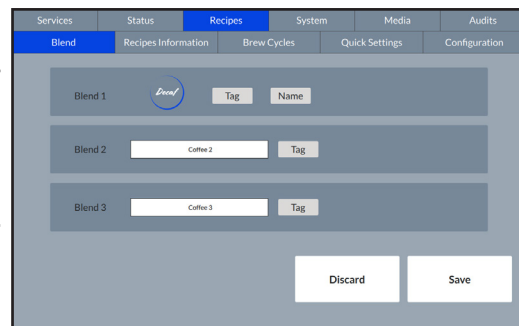 Services Status Recipes System Media Audits
Blend Recipes Information Brew Cycles Quick Settings Configuration
Blend 1 Decaf Tag Name
Blend 2 Coffee 2 Tag
Blend 3 Coffee 3 Tag
Discard Save